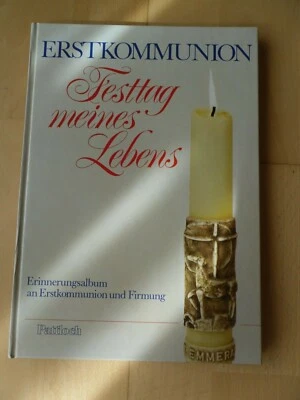 ERSTKOMMUNION
Festtag
meines
Lebens
Erinnerungsalbum
an Erstkommunion und Firmung
Pattloch